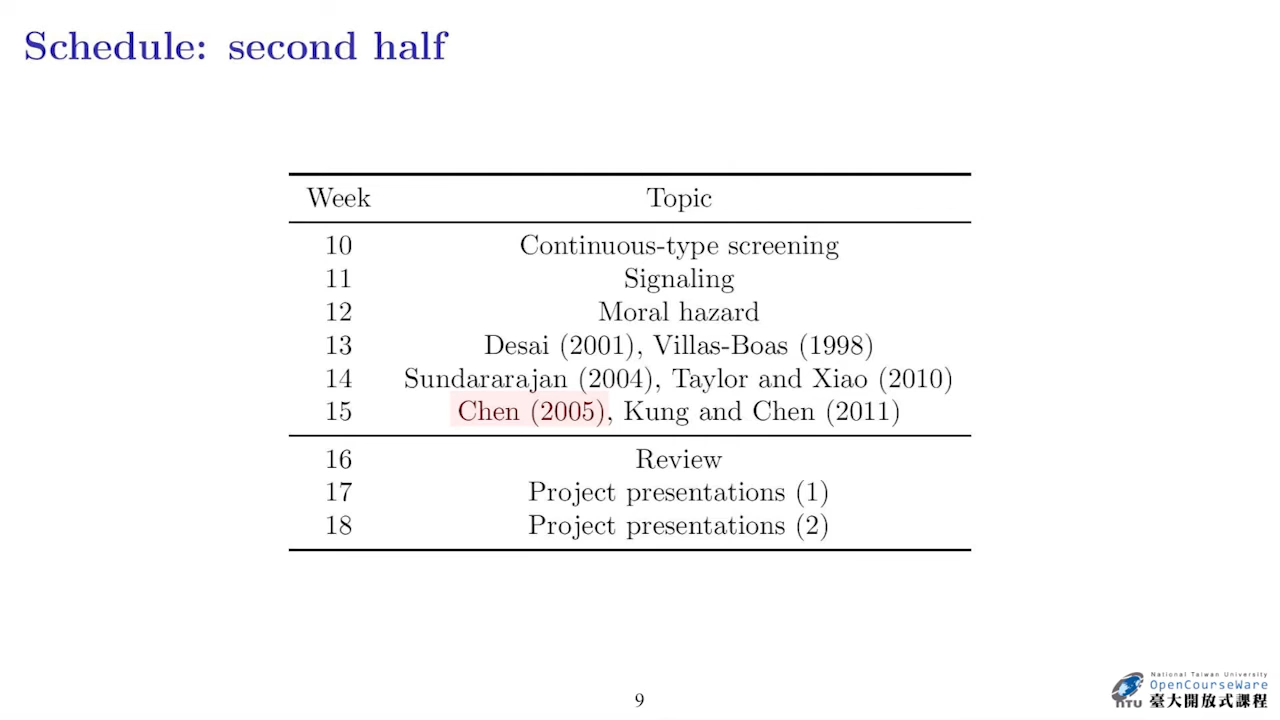 Schedule: second half
Week Topic
10 Continuous-type screening
11 Signaling
12 Moral hazard
13 Desai (2001), Villas-Boas (1998)
14 Sundararajan (2004), Taylor and Xiao (2010)
15 Chen (2005), Kung and Chen (2011)
16 Review
17 Project presentations (1)
18 Project presentations (2)
9
National Taiwan University
OpenCourseWare
NTU 臺大開放式課程